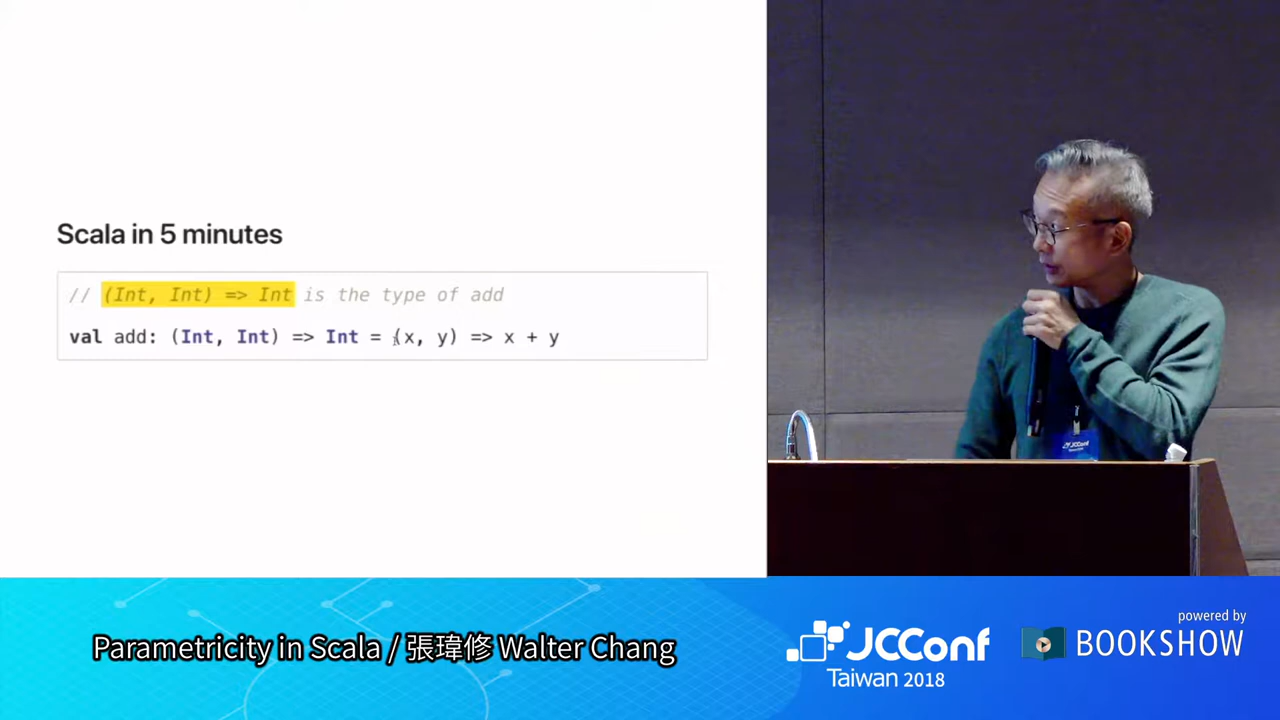 Scala in 5 minutes
// (Int, Int) => Int is the type of add
val add: (Int, Int) => Int = (x, y) => x + y
JCConf
Parametricity in Scala / 張瑋修 Walter Chang
JCConf
Taiwan 2018
powered by
BOOKSHOW